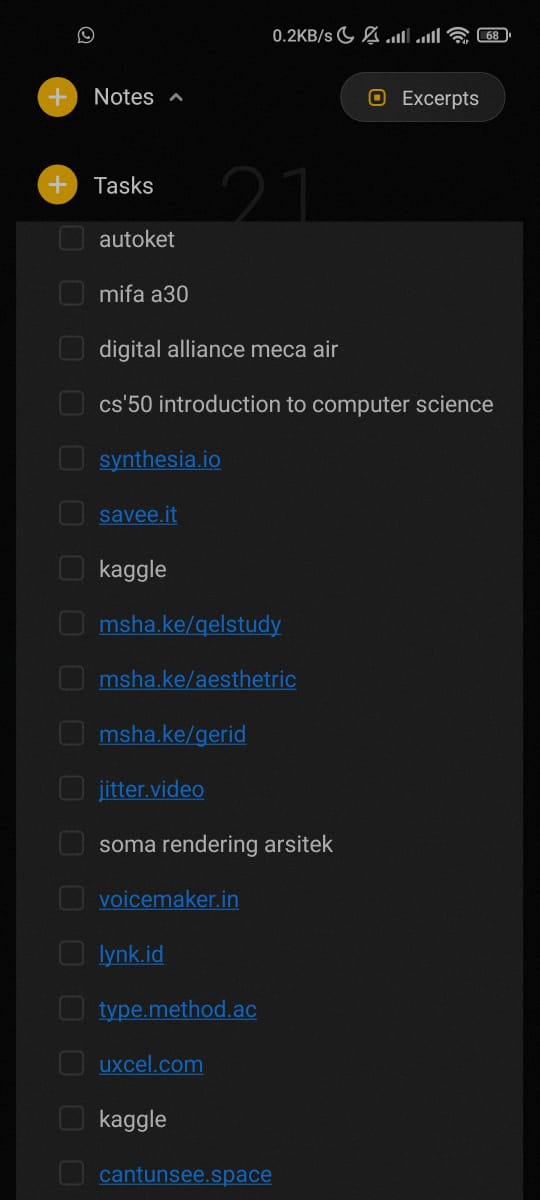 0.2KB/s 68
Notes
Excerpts
Tasks
21
autoket
mifa a30
digital alliance meca air
cs'50 introduction to computer science
synthesia.io
savee.it
kaggle
msha.ke/qelstudy
msha.ke/aesthetric
msha.ke/gerid
jitter.video
soma rendering arsitek
voicemaker.in
lynk.id
type.method.ac
uxcel.com
kaggle
cantunsee.space